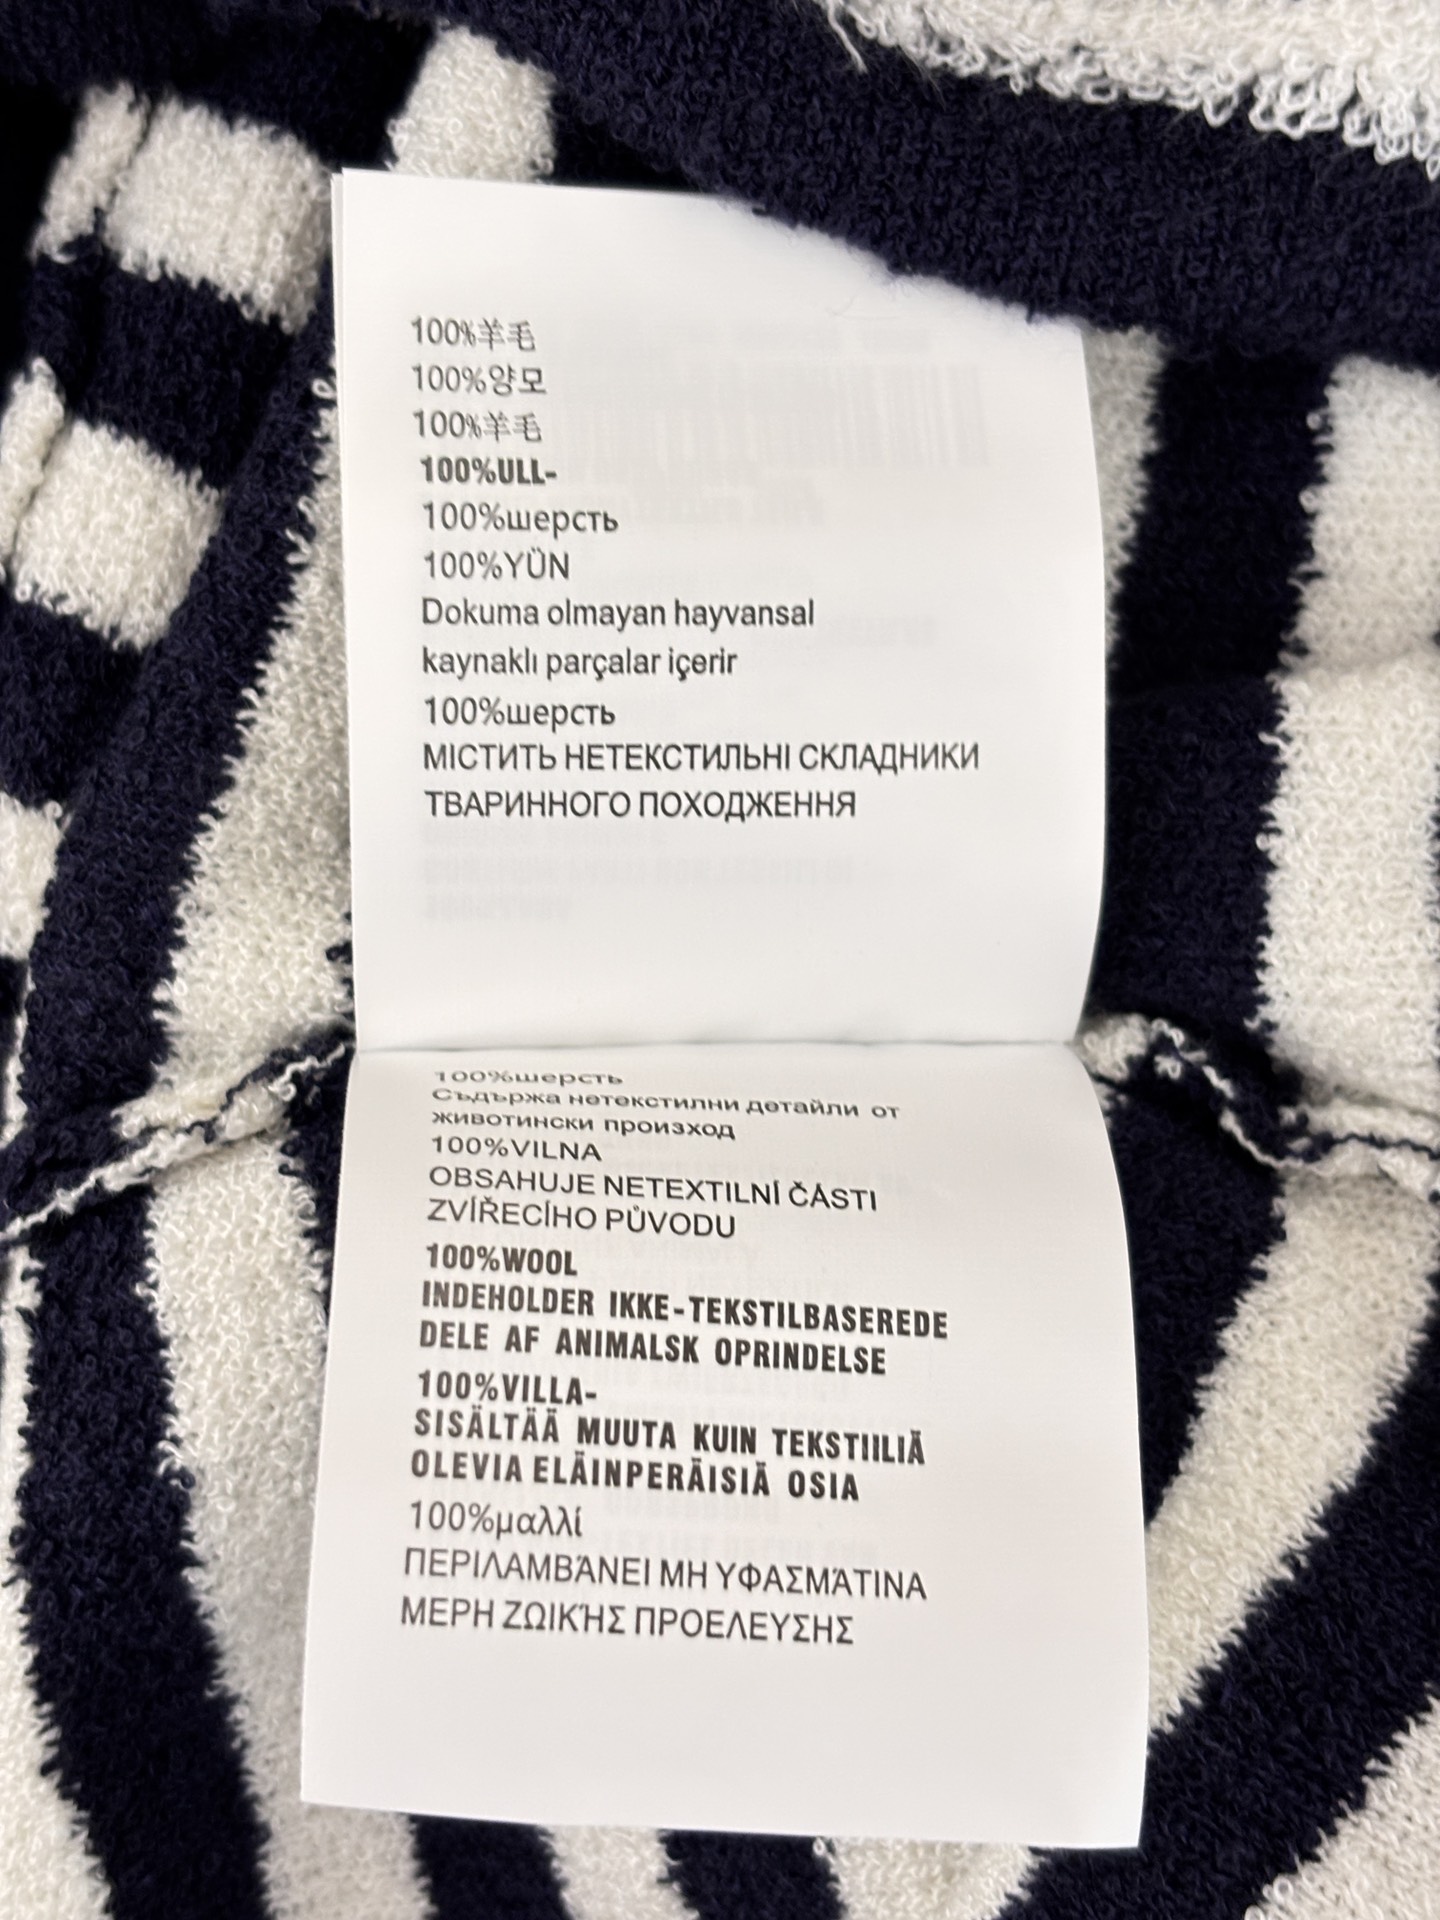 100%羊毛
100%양모
100%羊毛
100%ULL-
100%шерсть
100%YÜN
Dokuma olmayan hayvansal
kaynaklı parçalar içerir
100%шерсть
МІСТИТЬ НЕТЕКСТИЛЬНІ СКЛАДНИКИ
ТВАРИННОГО ПОХОДЖЕННЯ
100%шерсть
Съдържа нетекстилни детайли от
животински произход
100%VILNA
OBSAHUJE NETEXTILNÍ ČÁSTI
ZVÍŘECÍHO PŮVODU
100%WOOL
INDEHOLDER IKKE-TEKSTILBASEREDE
DELE AF ANIMALSK OPRINDELSE
100%VILLA-
SISÄLTÄÄ MUUTA KUIN TEKSTIILIÄ
OLEVIA ELÄINPERÄISIÄ OSIA
100%μαλλί
ΠΕΡΙΛΑΜΒΆΝΕΙ ΜΗ ΥΦΑΣΜΆΤΙΝΑ
ΜΕΡΗ ΖΩΙΚΉΣ ΠΡΟΕΛΕΥΣΗΣ